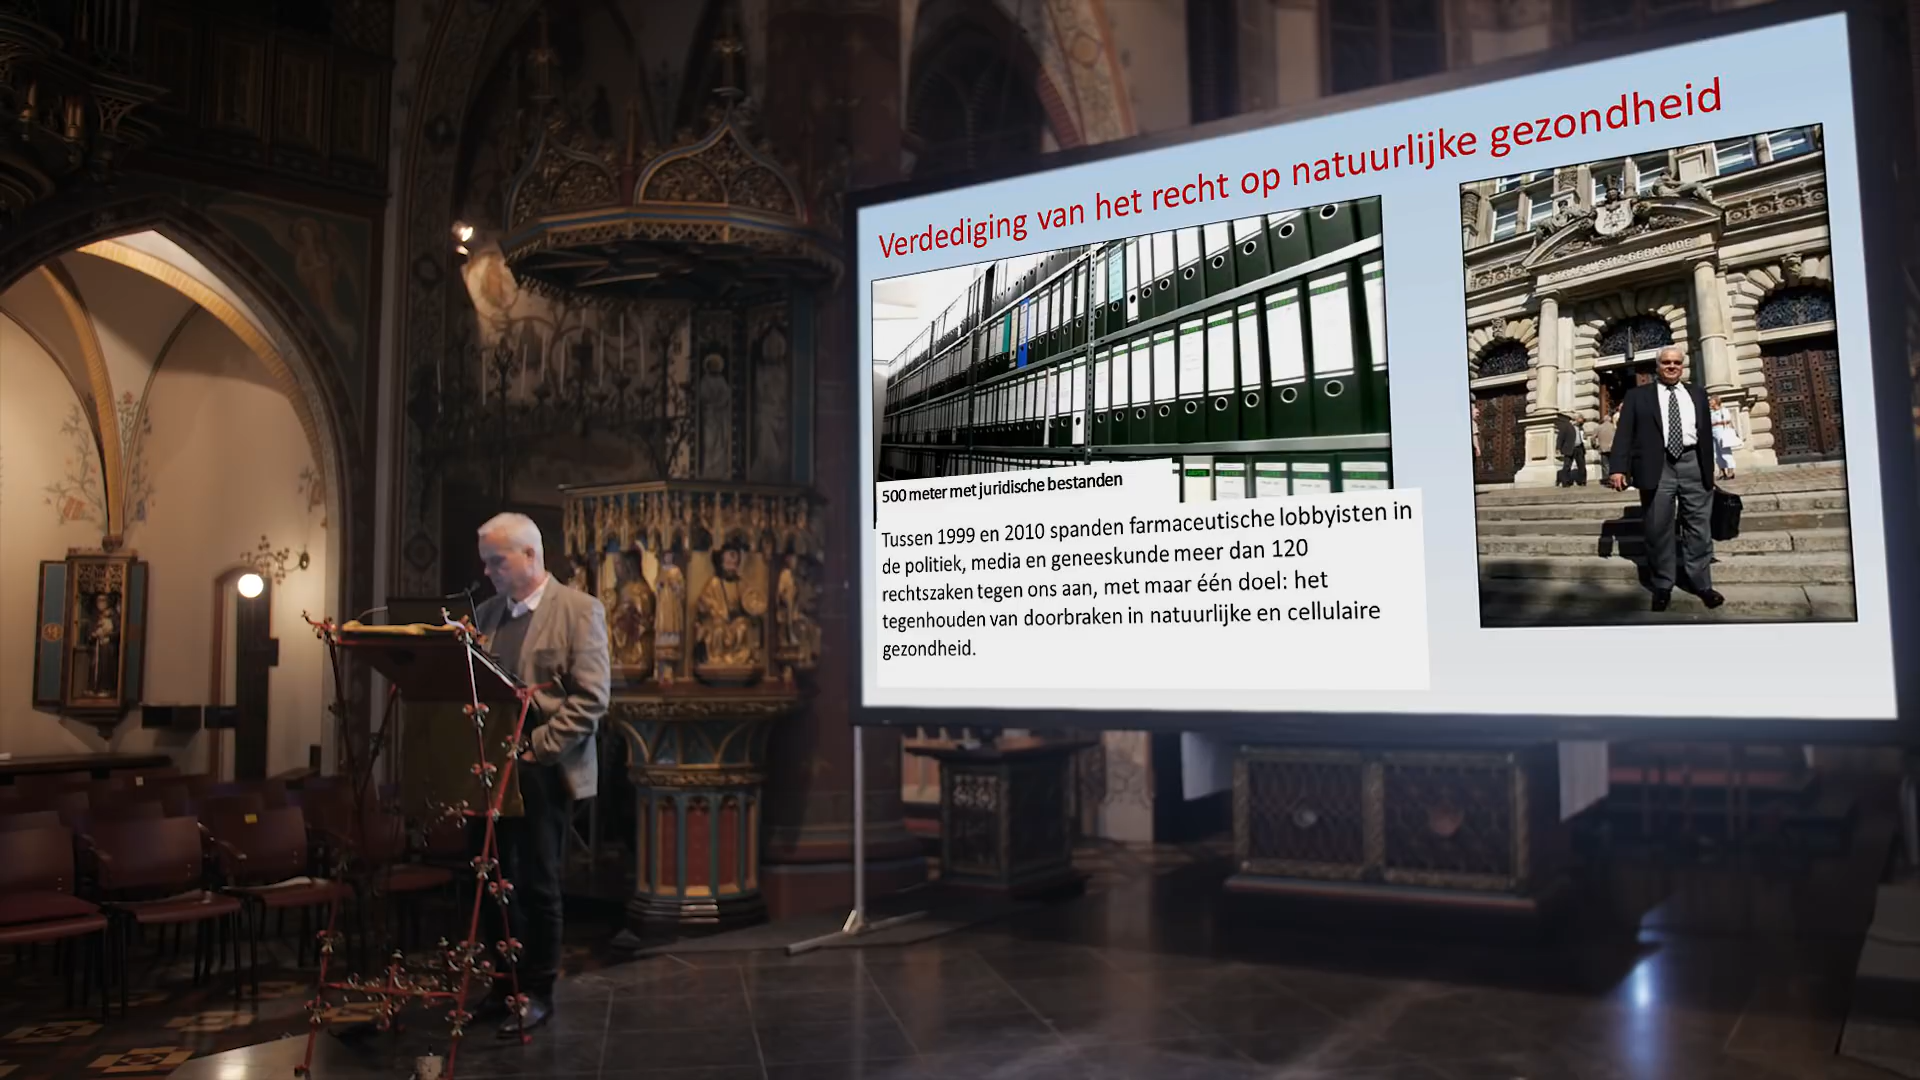 Verdediging van het recht op natuurlijke gezondheid
STRAFJUSTIZGEBAEUDE
500 meter met juridische bestanden
Tussen 1999 en 2010 spanden farmaceutische lobbyisten in
de politiek, media en geneeskunde meer dan 120
rechtszaken tegen ons aan, met maar één doel: het
tegenhouden van doorbraken in natuurlijke en cellulaire
gezondheid.